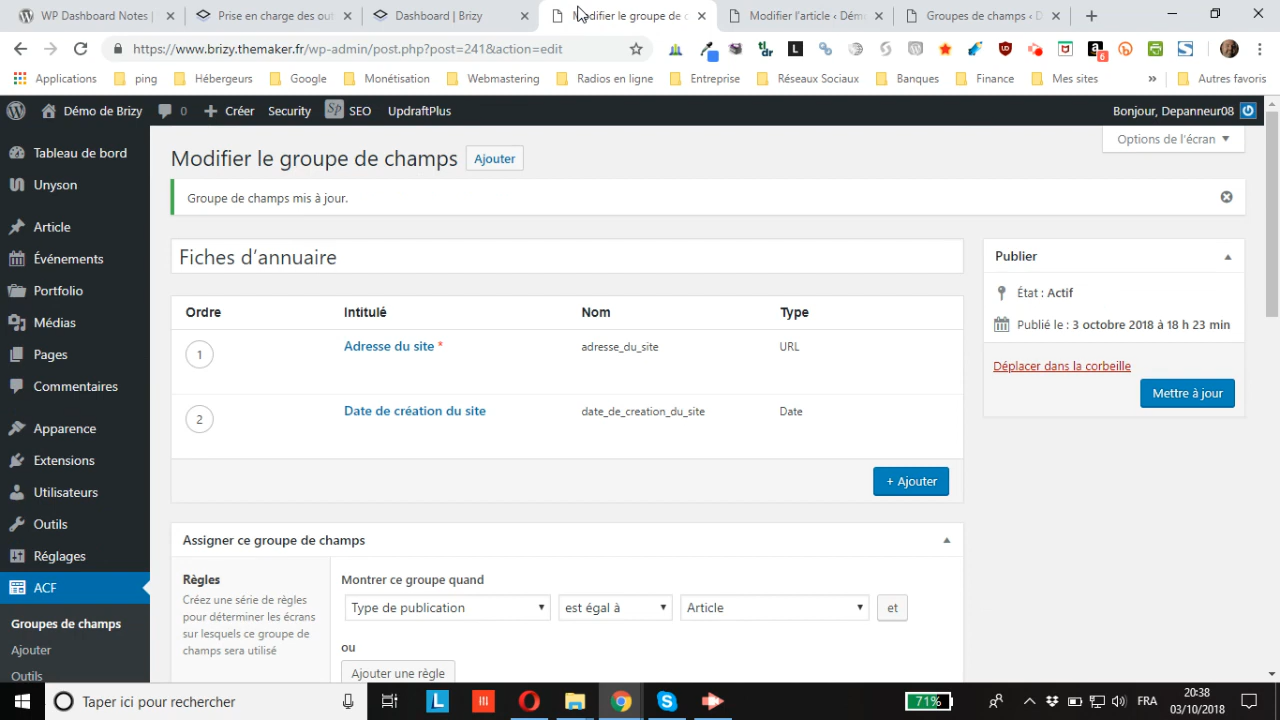 WP Dashboard Notes |
Prise en charge des out
Dashboard | Brizy
Modifier le groupe de c
Modifier l'article ‹ Dém
Groupes de champs ‹ D
https://www.brizy.themaker.fr/wp-admin/post.php?post=241&action=edit
Applications
ping
Hébergeurs
Google
Monétisation
Webmastering
Radios en ligne
Entreprise
Réseaux Sociaux
Banques
Finance
Mes sites
»
Autres favoris
Démo de Brizy
0
Créer
Security
SEO
UpdraftPlus
Bonjour, Depanneur08
Options de l'écran
Tableau de bord
Unyson
Article
Événements
Portfolio
Médias
Pages
Commentaires
Apparence
Extensions
Utilisateurs
Outils
Réglages
ACF
Groupes de champs
Ajouter
Outils
Modifier le groupe de champs
Ajouter
Groupe de champs mis à jour.
Fiches d'annuaire
Ordre Intitulé Nom Type
1 Adresse du site * adresse_du_site URL
2 Date de création du site date_de_creation_du_site Date
+ Ajouter
Assigner ce groupe de champs
Règles
Créez une série de règles
pour déterminer les écrans
sur lesquels ce groupe de
champs sera utilisé
Montrer ce groupe quand
Type de publication est égal à Article et
ou
Ajouter une règle
Publier
État : Actif
Publié le : 3 octobre 2018 à 18 h 23 min
Déplacer dans la corbeille
Mettre à jour
Taper ici pour rechercher
71%
FRA
20:38
03/10/2018